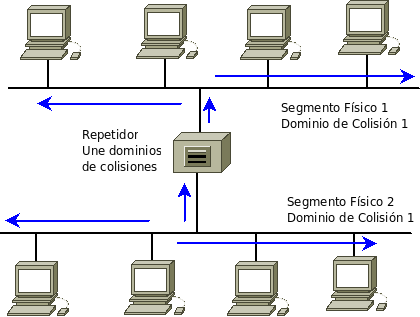 Segmento Físico 1
Dominio de Colisión 1
Repetidor
Une dominios
de colisiones
Segmento Físico 2
Dominio de Colisión 1